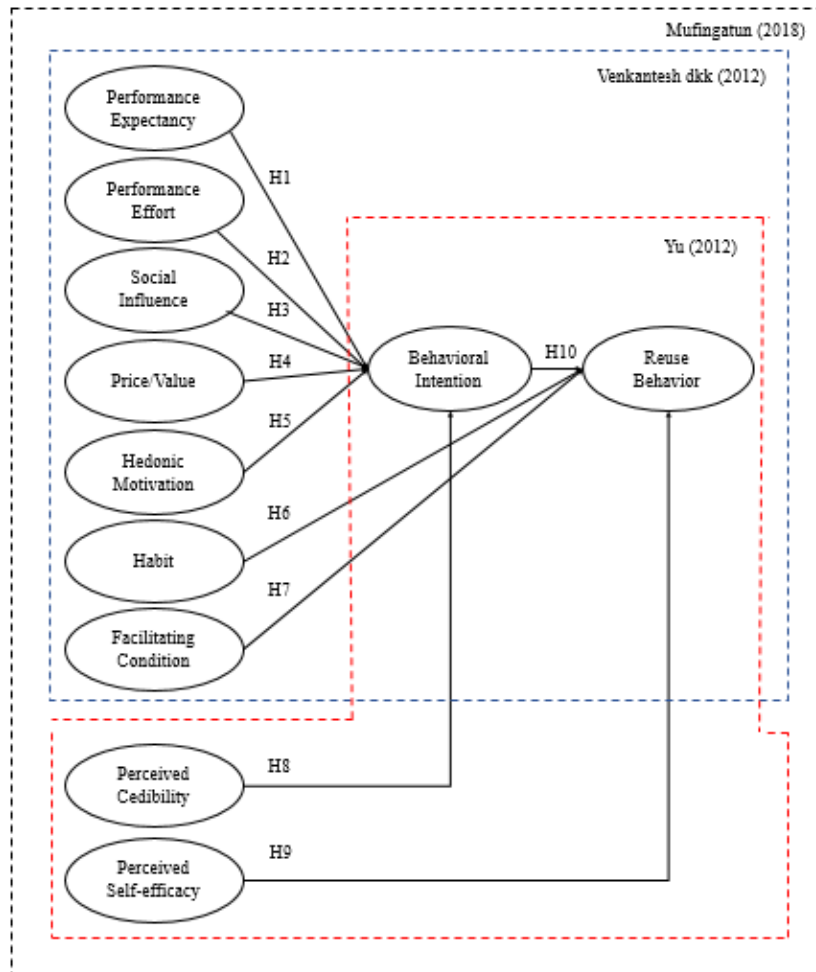 Mufingatun (2018)
Venkantesh dkk (2012)
Performance
Expectancy
H1
Performance
Effort
H2
Yu (2012)
Social
Influence
H3
Price/Value
H4
Behavioral
Intention
H10
Reuse
Behavior
Hedonic
Motivation
H5
Habit
H6
Facilitating
Condition
H7
Perceived
Cedibility
H8
Perceived
Self-efficacy
H9